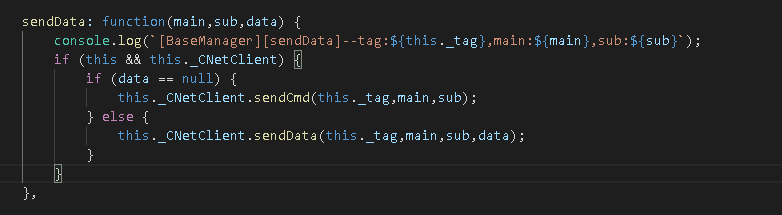 sendData: function(main,sub,data) {
    console.log(`[BaseManager][sendData]--tag:${this._tag},main:${main},sub:${sub}`);
    if (this && this._CNetClient) {
        if (data == null) {
            this._CNetClient.sendCmd(this._tag,main,sub);
        } else {
            this._CNetClient.sendData(this._tag,main,sub,data);
        }
    }
},